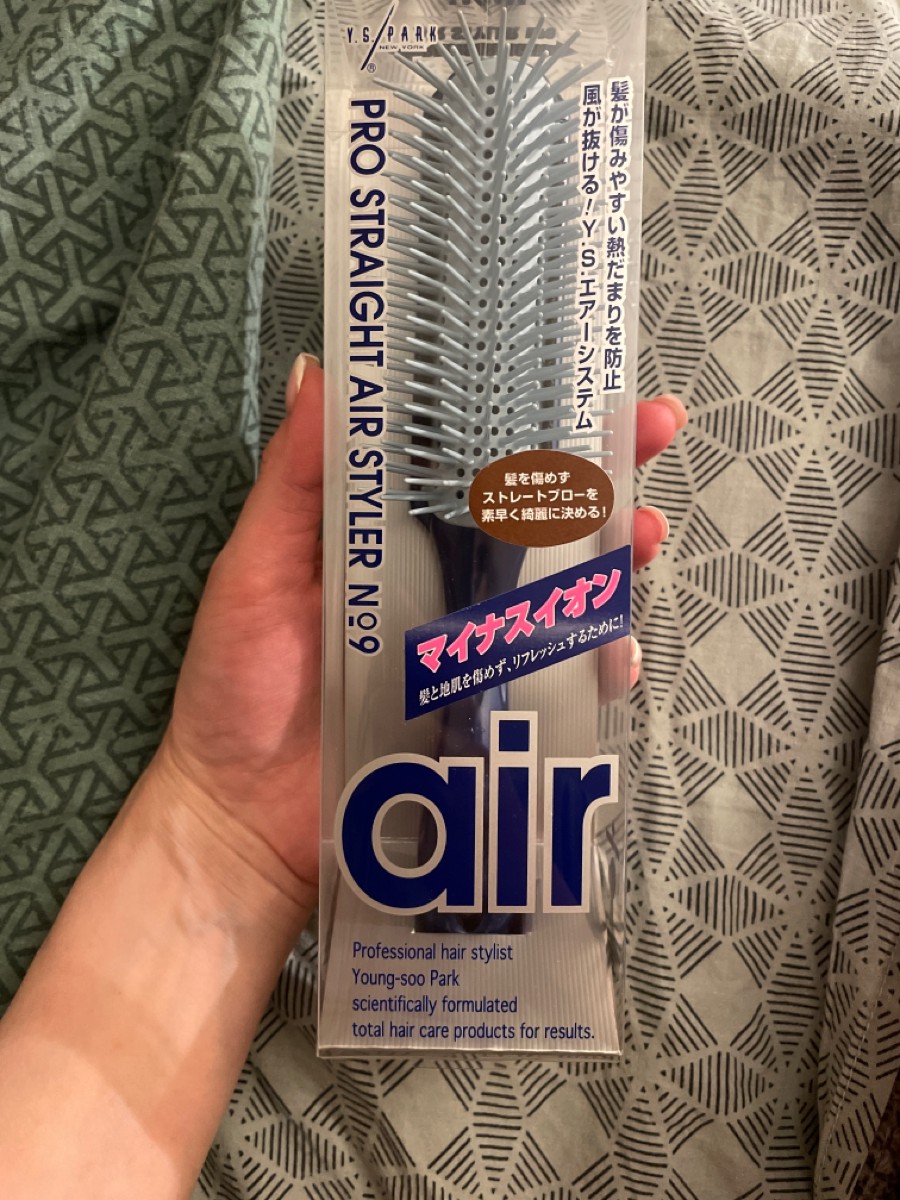 Y.S./PARK
NEW YORK
®
PRO STRAIGHT AIR STYLER No9
髪が傷みやすい熱だまりを防止
風が抜ける!Y.S.エアーシステム
髪を傷めず
ストレートブローを
素早く綺麗に決める!
マイナスイオン
髪と地肌を傷めず、リフレッシュするために!
air
Professional hair stylist
Young-soo Park
scientifically formulated
total hair care products for results.